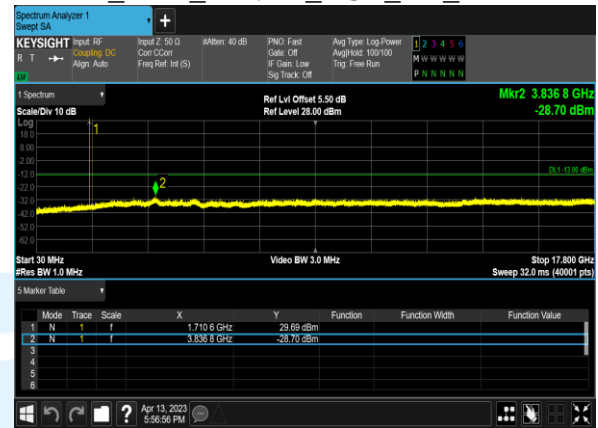 Spectrum Analyzer 1
Swept SA
KEYSIGHT Input: RF Input Z: 50 Ω #Atten: 40 dB PNO: Fast Avg Type: Log-Power 1 2 3 4 5 6
R T Coupling: DC Corr CCorr Gate: Off Avg|Hold: 100/100 M W W W W W
Align: Auto Freq Ref: Int (S) IF Gain: Low Trig: Free Run
Sig Track: Off P N N N N N
1 Spectrum Ref Lvl Offset 5.50 dB Mkr2 3.836 8 GHz
Scale/Div 10 dB Ref Level 28.00 dBm -28.70 dBm
Log
1
18.0
8.00
-2.00
DL1 -13.00 dBm
-12.0
2
-22.0
-32.0
-42.0
-52.0
-62.0
Start 30 MHz Video BW 3.0 MHz Stop 17.800 GHz
#Res BW 1.0 MHz Sweep 32.0 ms (40001 pts)
5 Marker Table
Mode Trace Scale X Y Function Function Width Function Value
1 N 1 f 1.710 6 GHz 29.69 dBm
2 N 1 f 3.836 8 GHz -28.70 dBm
3
4
5
6
? Apr 13, 2023
5:56:56 PM